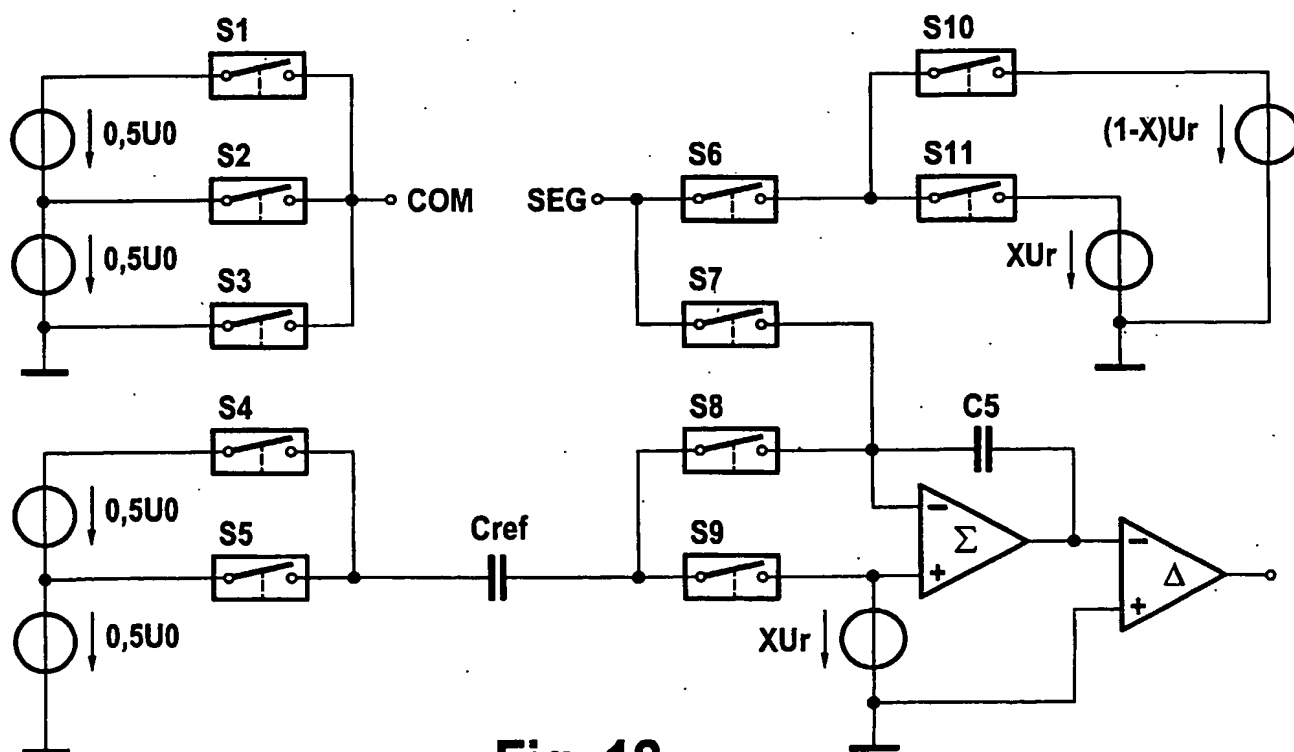 S1
S10
0,5U0
(1-X)Ur
S2
S6
S11
COM
SEG
0,5U0
XUr
S3
S7
S4
S8
C5
0,5U0
S5
Cref
S9
−
Σ
+
−
Δ
+
0,5U0
XUr